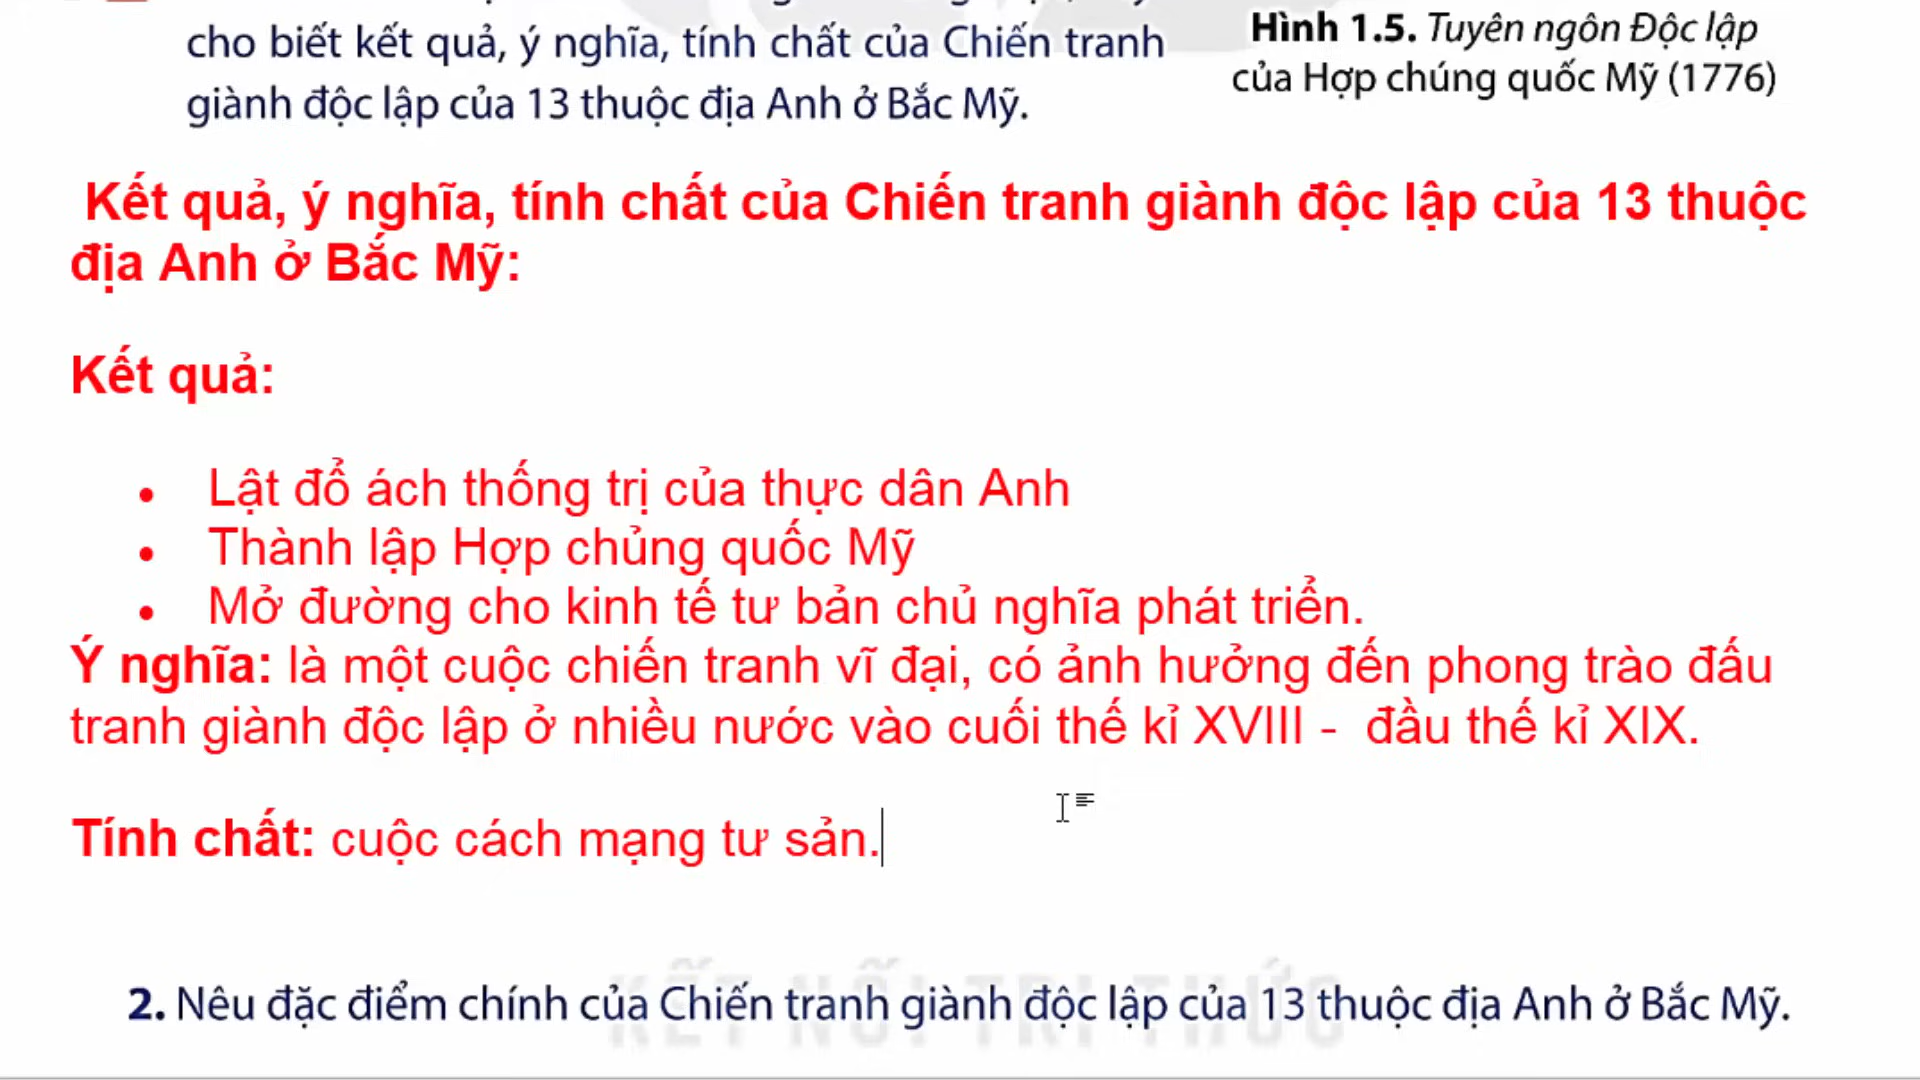 cho biết kết quả, ý nghĩa, tính chất của Chiến tranh
giành độc lập của 13 thuộc địa Anh ở Bắc Mỹ.
Hình 1.5. Tuyên ngôn Độc lập
của Hợp chúng quốc Mỹ (1776)
Kết quả, ý nghĩa, tính chất của Chiến tranh giành độc lập của 13 thuộc
địa Anh ở Bắc Mỹ:
Kết quả:
• Lật đổ ách thống trị của thực dân Anh
• Thành lập Hợp chủng quốc Mỹ
• Mở đường cho kinh tế tư bản chủ nghĩa phát triển.
Ý nghĩa: là một cuộc chiến tranh vĩ đại, có ảnh hưởng đến phong trào đấu
tranh giành độc lập ở nhiều nước vào cuối thế kỉ XVIII - đầu thế kỉ XIX.
Tính chất: cuộc cách mạng tư sản.
KẾT NỐI TRI THỨC
2. Nêu đặc điểm chính của Chiến tranh giành độc lập của 13 thuộc địa Anh ở Bắc Mỹ.